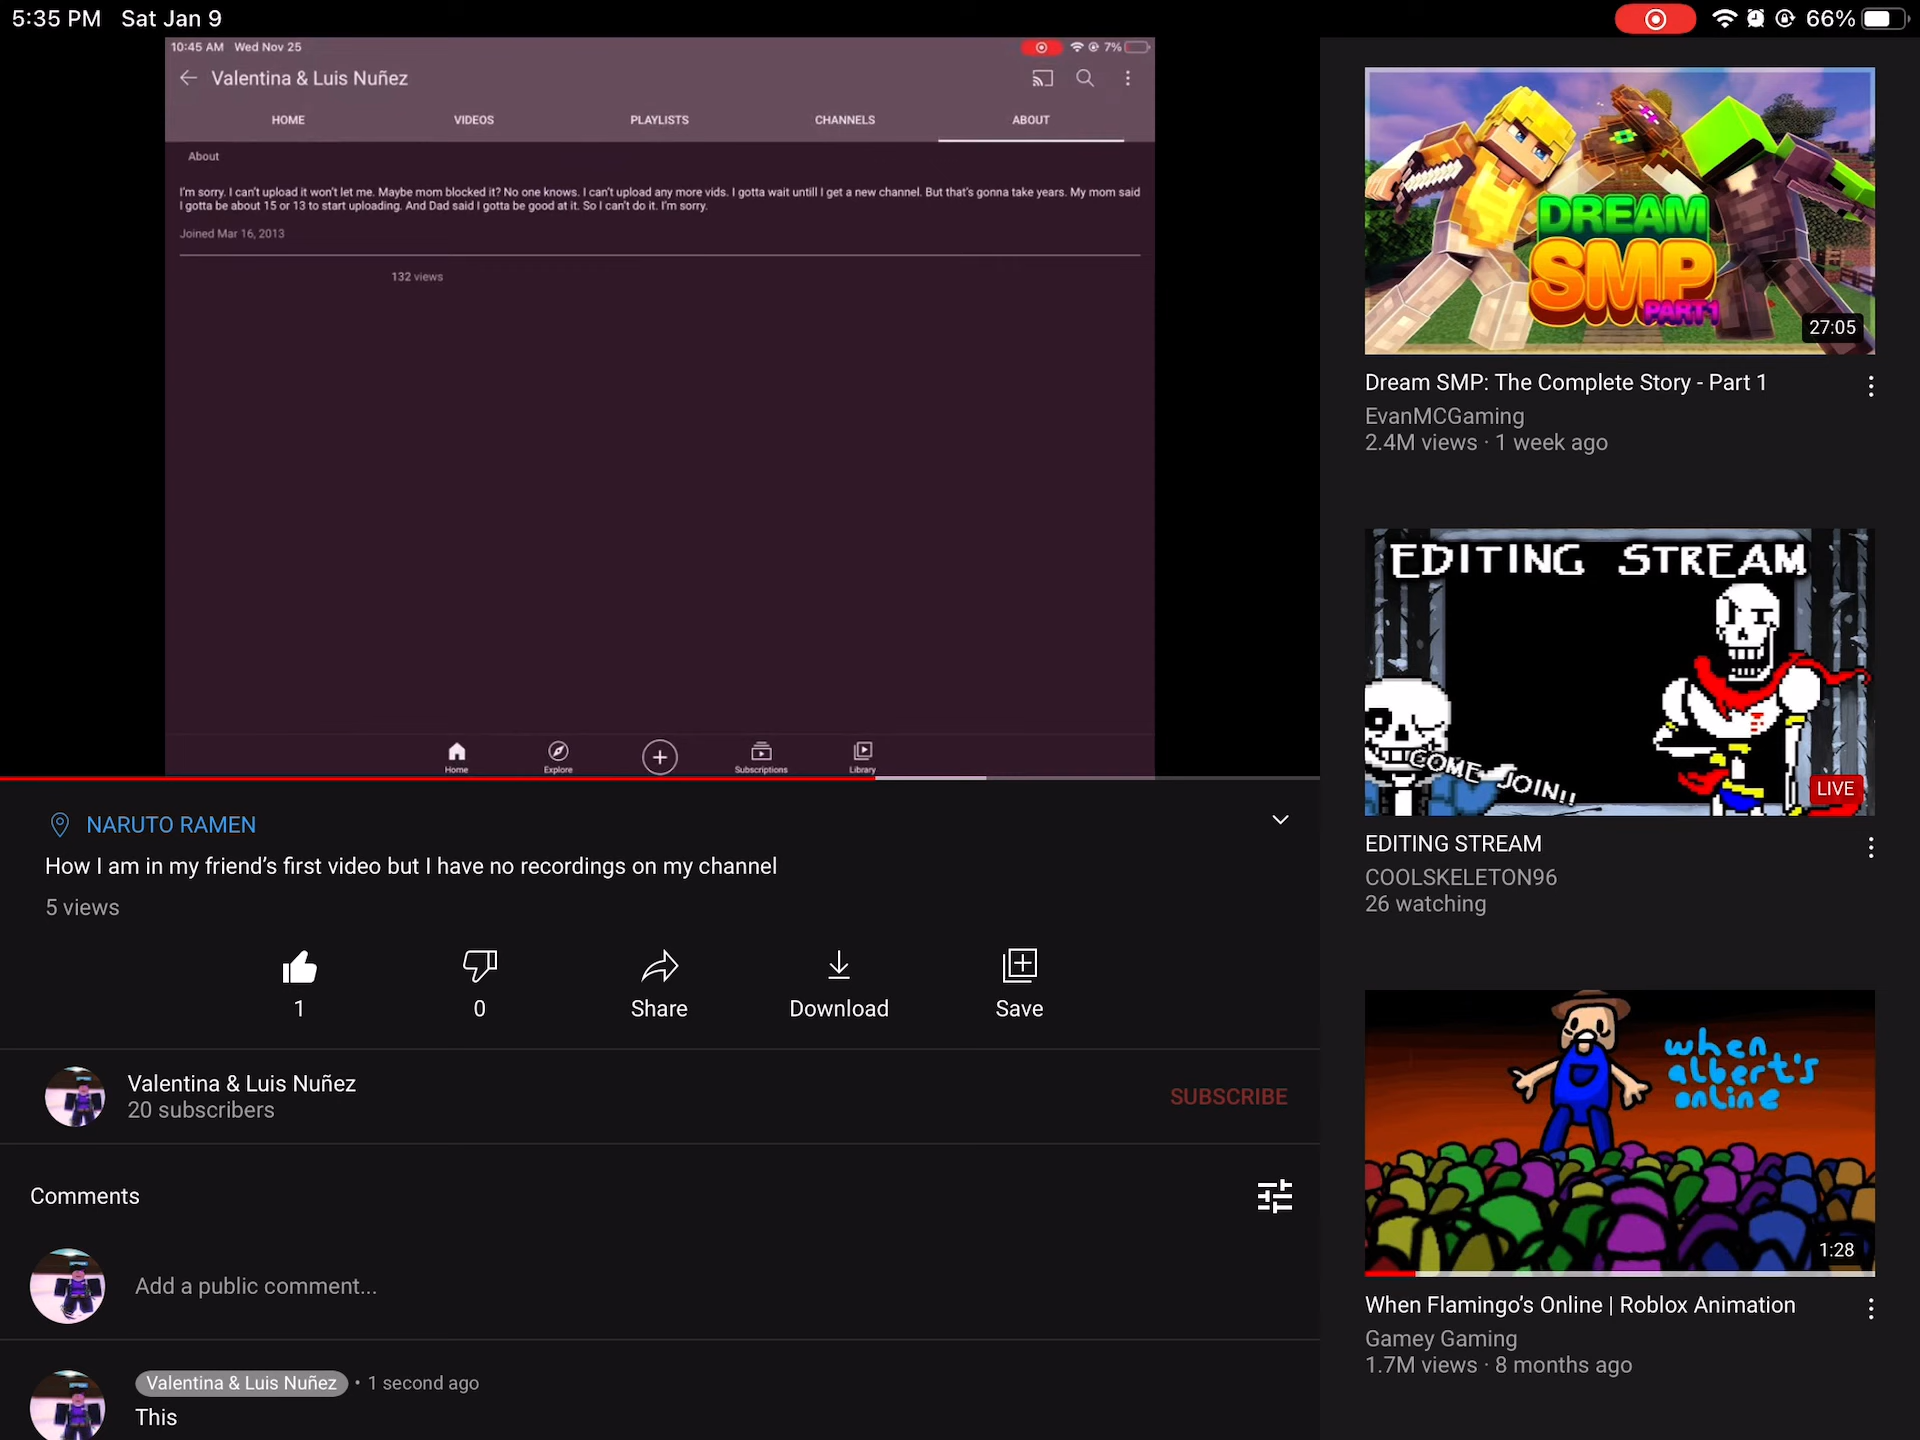 5:35 PM Sat Jan 9
66%
10:45 AM Wed Nov 25
7%
Valentina & Luis Nuñez
HOME VIDEOS PLAYLISTS CHANNELS ABOUT
About
I'm sorry. I can't upload it won't let me. Maybe mom blocked it? No one knows. I can't upload any more vids. I gotta wait untill I get a new channel. But that's gonna take years. My mom said
I gotta be about 15 or 13 to start uploading. And Dad said I gotta be good at it. So I can't do it. I'm sorry.
Joined Mar 16, 2013
132 views
Home Explore Subscriptions Library
NARUTO RAMEN
How I am in my friend's first video but I have no recordings on my channel
5 views
1 0 Share Download Save
Valentina & Luis Nuñez
20 subscribers
SUBSCRIBE
Comments
Add a public comment...
Valentina & Luis Nuñez • 1 second ago
This
DREAM
SMP
PART 1
27:05
Dream SMP: The Complete Story - Part 1
EvanMCGaming
2.4M views · 1 week ago
EDITING STREAM
COME JOIN!!
LIVE
EDITING STREAM
COOLSKELETON96
26 watching
when
albert's
online
1:28
When Flamingo's Online | Roblox Animation
Gamey Gaming
1.7M views · 8 months ago